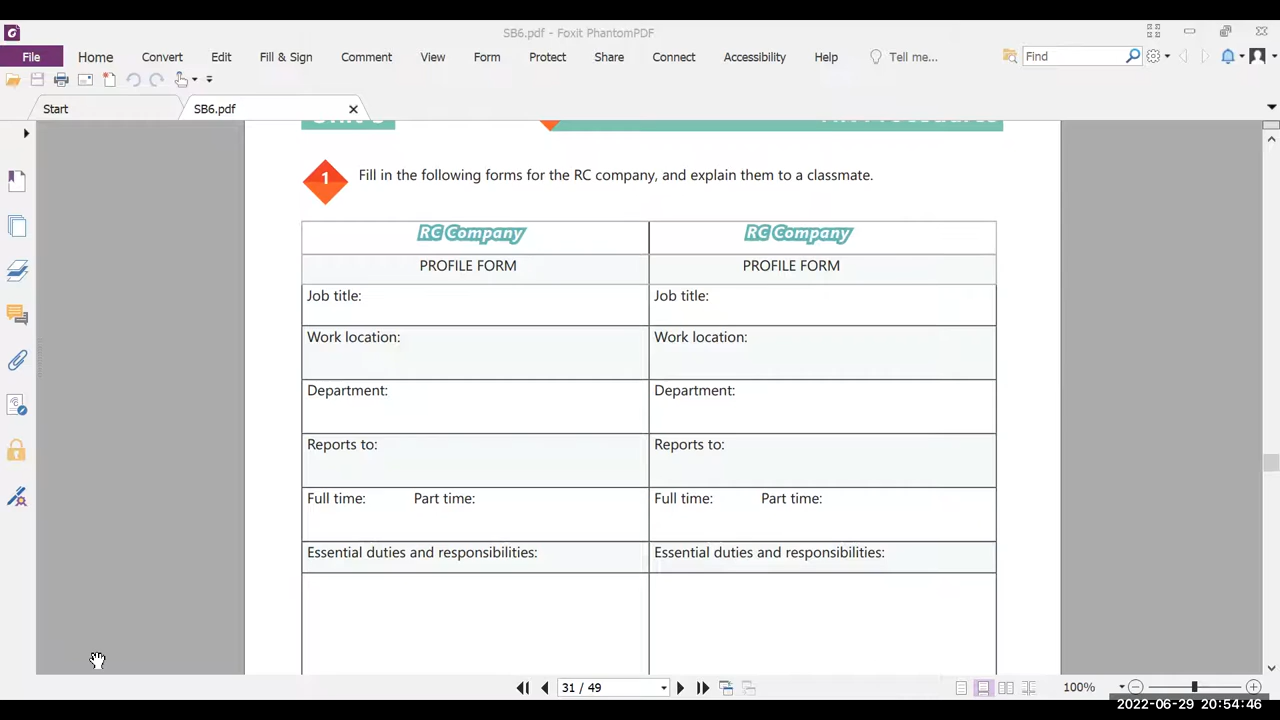 SB6.pdf - Foxit PhantomPDF
File Home Convert Edit Fill & Sign Comment View Form Protect Share Connect Accessibility Help Tell me... Find
Start SB6.pdf
1 Fill in the following forms for the RC company, and explain them to a classmate.
RC Company RC Company
PROFILE FORM PROFILE FORM
Job title: Job title:
Work location: Work location:
Department: Department:
Reports to: Reports to:
Full time: Part time: Full time: Part time:
Essential duties and responsibilities: Essential duties and responsibilities:
31 / 49 100%
2022-06-29 20:54:46